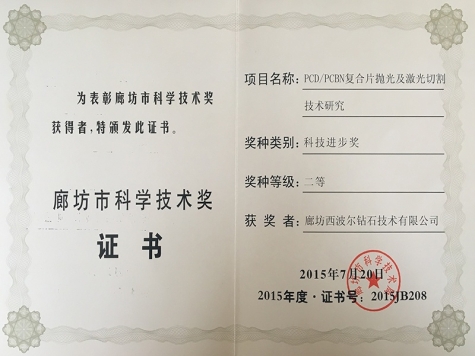 为表彰廊坊市科学技术奖
获得者，特颁发此证书。
廊坊市科学技术奖
证书
项目名称：PCD/PCBN复合片抛光及激光切割
技术研究
奖种类别：科技进步奖
奖种等级：二等
获奖者：廊坊西波尔钻石技术有限公司
2015年7月20日
2015年度·证书号：2015JB208